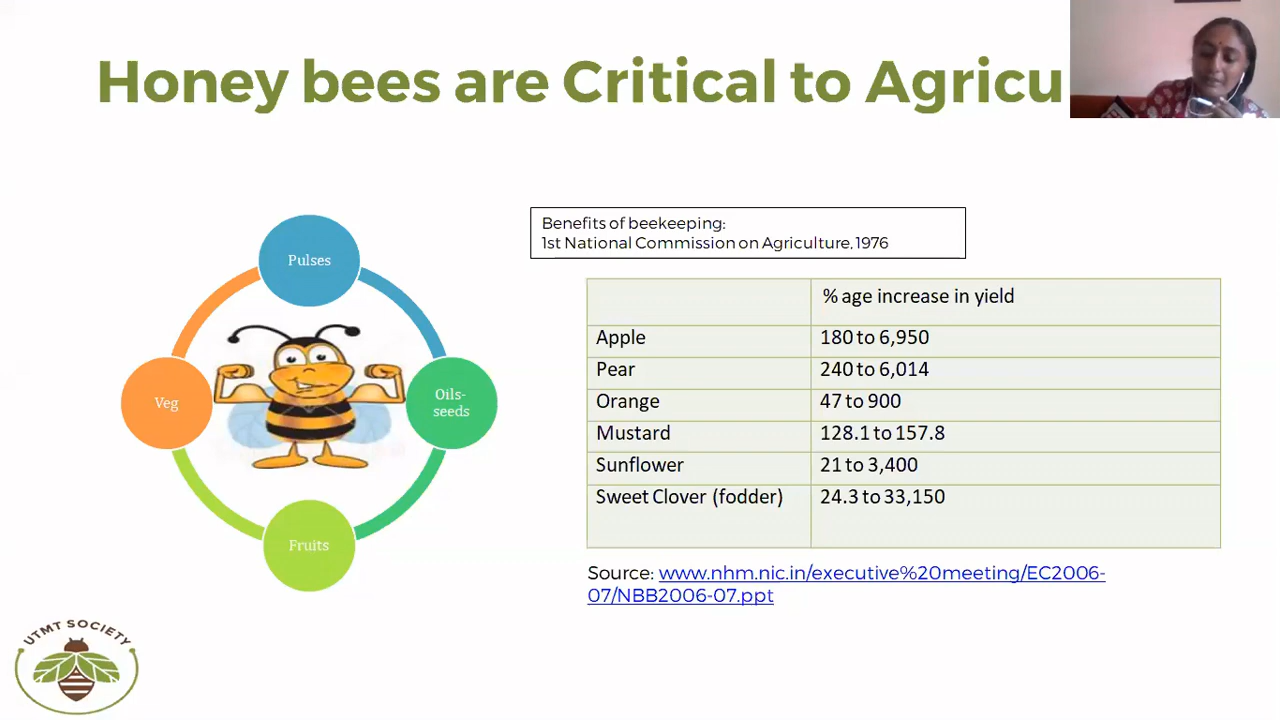 Honey bees are Critical to Agricu
Pulses
Veg
Oils-
seeds
Fruits
Benefits of beekeeping:
1st National Commission on Agriculture, 1976
% age increase in yield
Apple 180 to 6,950
Pear 240 to 6,014
Orange 47 to 900
Mustard 128.1 to 157.8
Sunflower 21 to 3,400
Sweet Clover (fodder) 24.3 to 33,150
Source: www.nhm.nic.in/executive%20meeting/EC2006-
07/NBB2006-07.ppt
UTMT SOCIETY